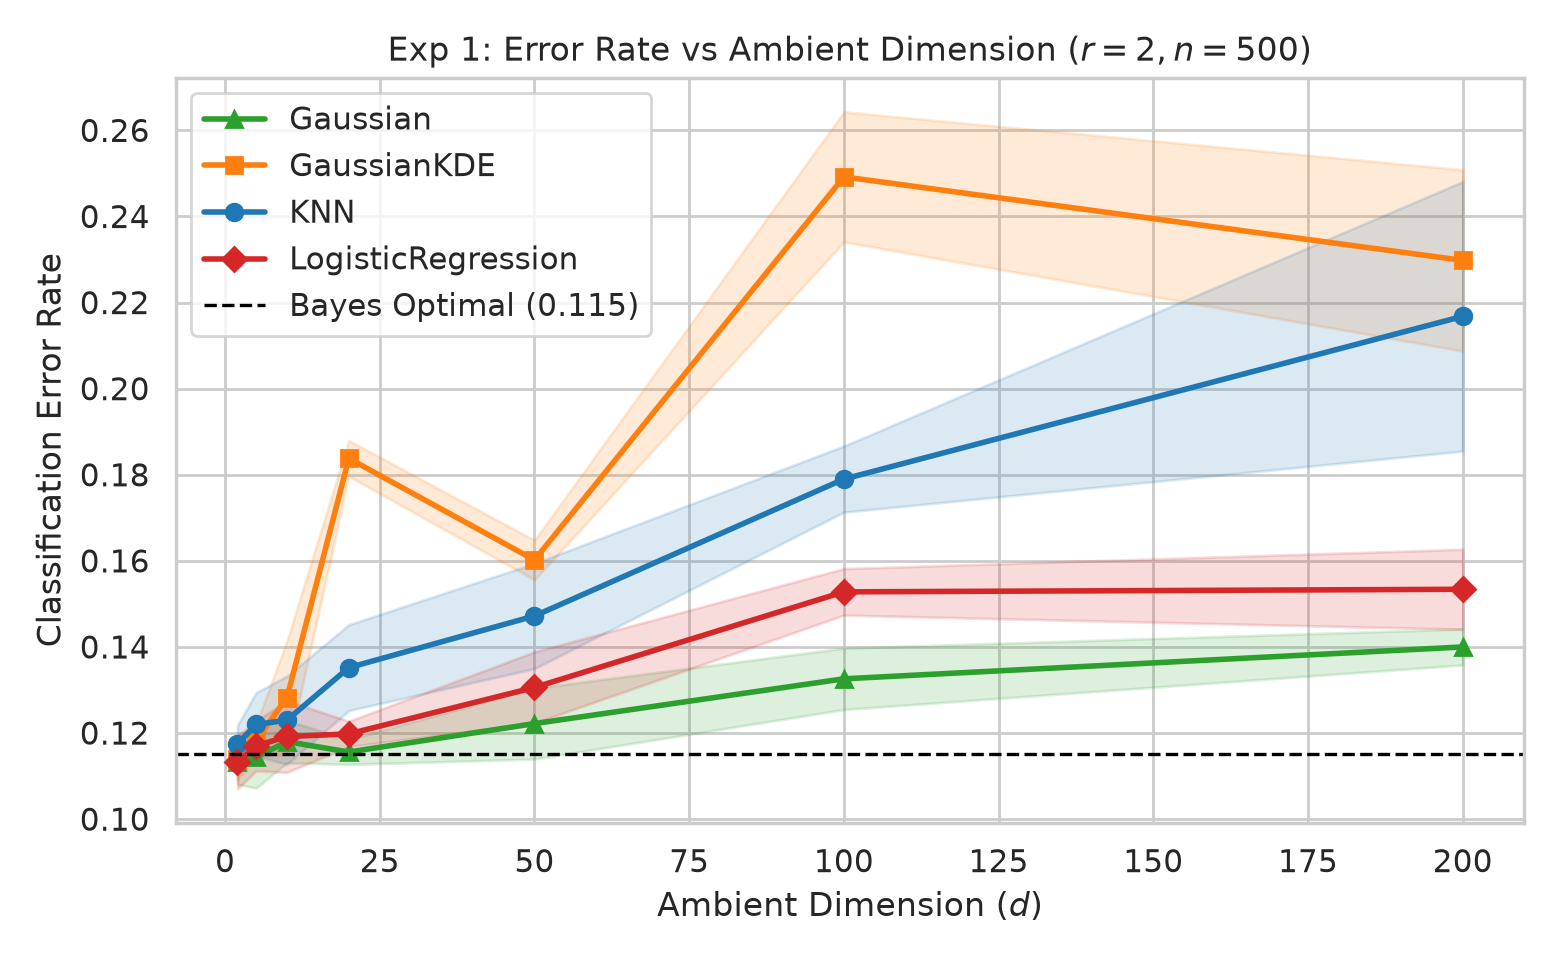 Exp 1: Error Rate vs Ambient Dimension (r = 2, n = 500)
Gaussian
GaussianKDE
KNN
LogisticRegression
Bayes Optimal (0.115)
Classification Error Rate
0.26
0.24
0.22
0.20
0.18
0.16
0.14
0.12
0.10
0 25 50 75 100 125 150 175 200
Ambient Dimension (d)